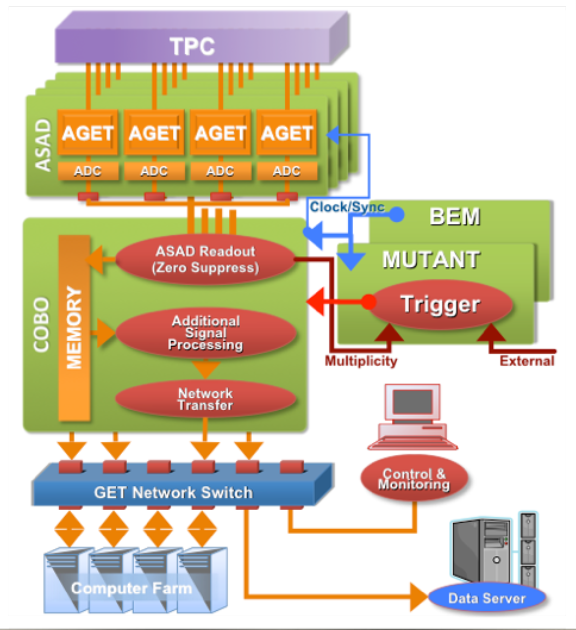 TPC
ASAD
AGET AGET AGET AGET
ADC ADC ADC ADC
Clock/Sync
BEM
COBO
MEMORY
ASAD Readout
(Zero Suppress)
MUTANT
Trigger
Additional
Signal
Processing
Multiplicity
External
Network
Transfer
Control &
Monitoring
GET Network Switch
Computer Farm
Data Server